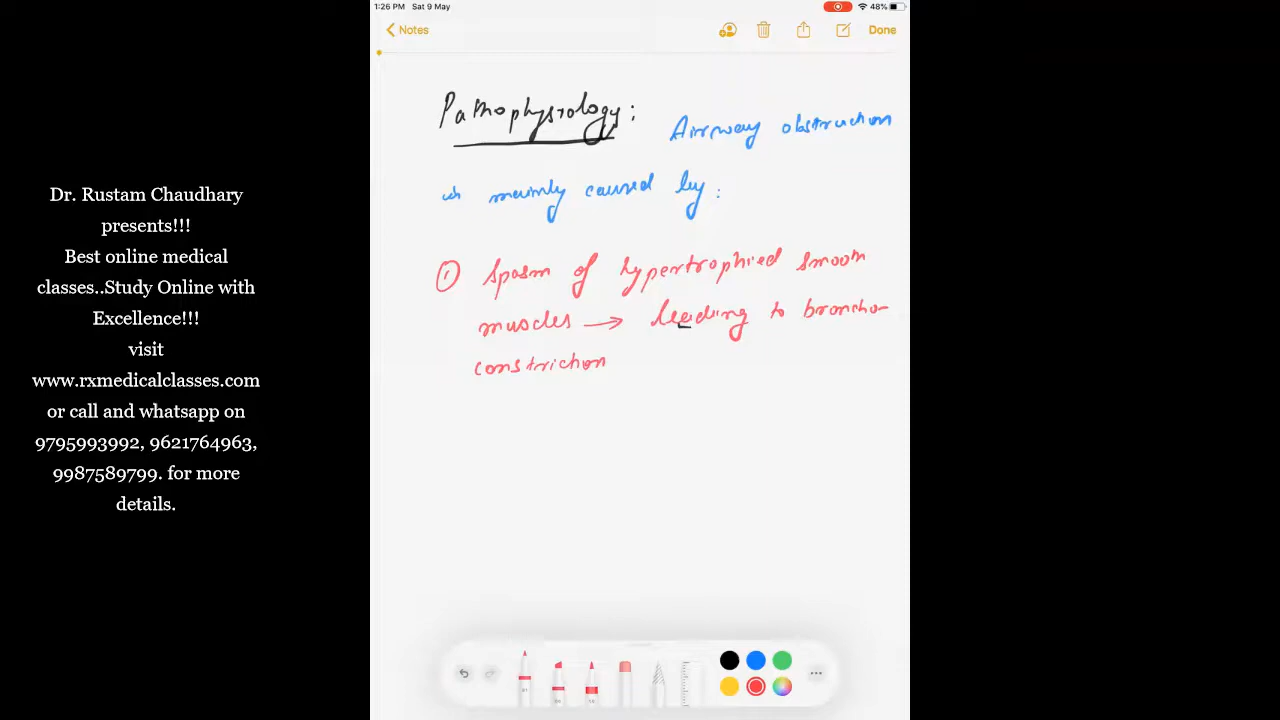 1:26 PM Sat 9 May
48%
Notes
Done
Pathophysiology:
Airway obstruction
is mainly caused by:
① Spasm of hypertrophied smooth
muscles → leading to broncho-
constriction
Dr. Rustam Chaudhary
presents!!!
Best online medical
classes..Study Online with
Excellence!!!
visit
www.rxmedicalclasses.com
or call and whatsapp on
9795993992, 9621764963,
9987589799. for more
details.